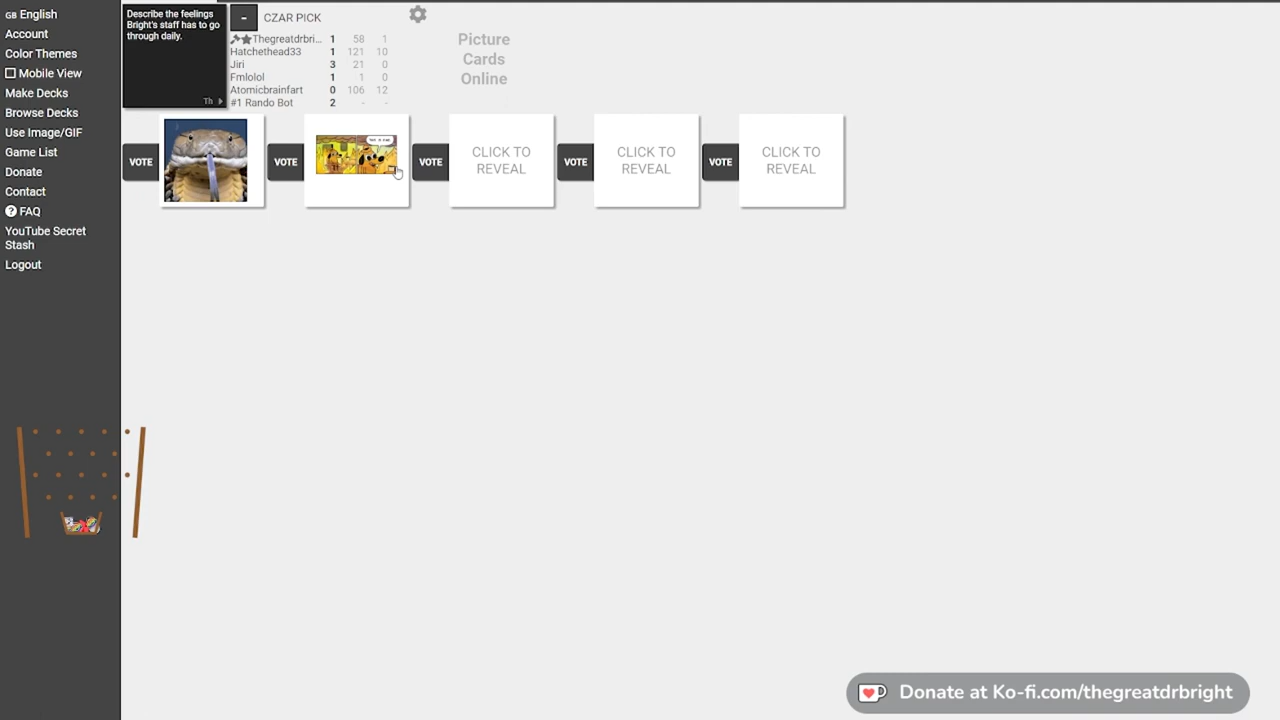 GB English
Account
Color Themes
Mobile View
Make Decks
Browse Decks
Use Image/GIF
Game List
Donate
Contact
? FAQ
YouTube Secret
Stash
Logout
Describe the feelings
Bright's staff has to go
through daily.
Th
-
CZAR PICK
Thegreatdrbri... 1 58 1
Hatchethead33 1 121 10
Jiri 3 21 0
Fmlolol 1 1 0
Atomicbrainfart 0 106 12
#1 Rando Bot 2 - -
Picture
Cards
Online
VOTE
VOTE
VOTE
CLICK TO
REVEAL
VOTE
CLICK TO
REVEAL
VOTE
CLICK TO
REVEAL
Donate at Ko-fi.com/thegreatdrbright